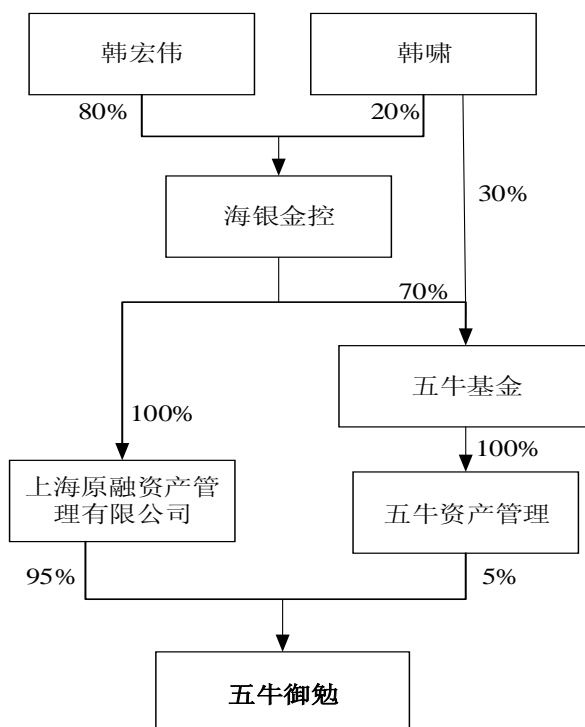 韩宏伟
韩啸
80%
20%
海银金控
30%
70%
五牛基金
100%
100%
上海原融资产管
理有限公司
五牛资产管理
95%
5%
五牛御勉